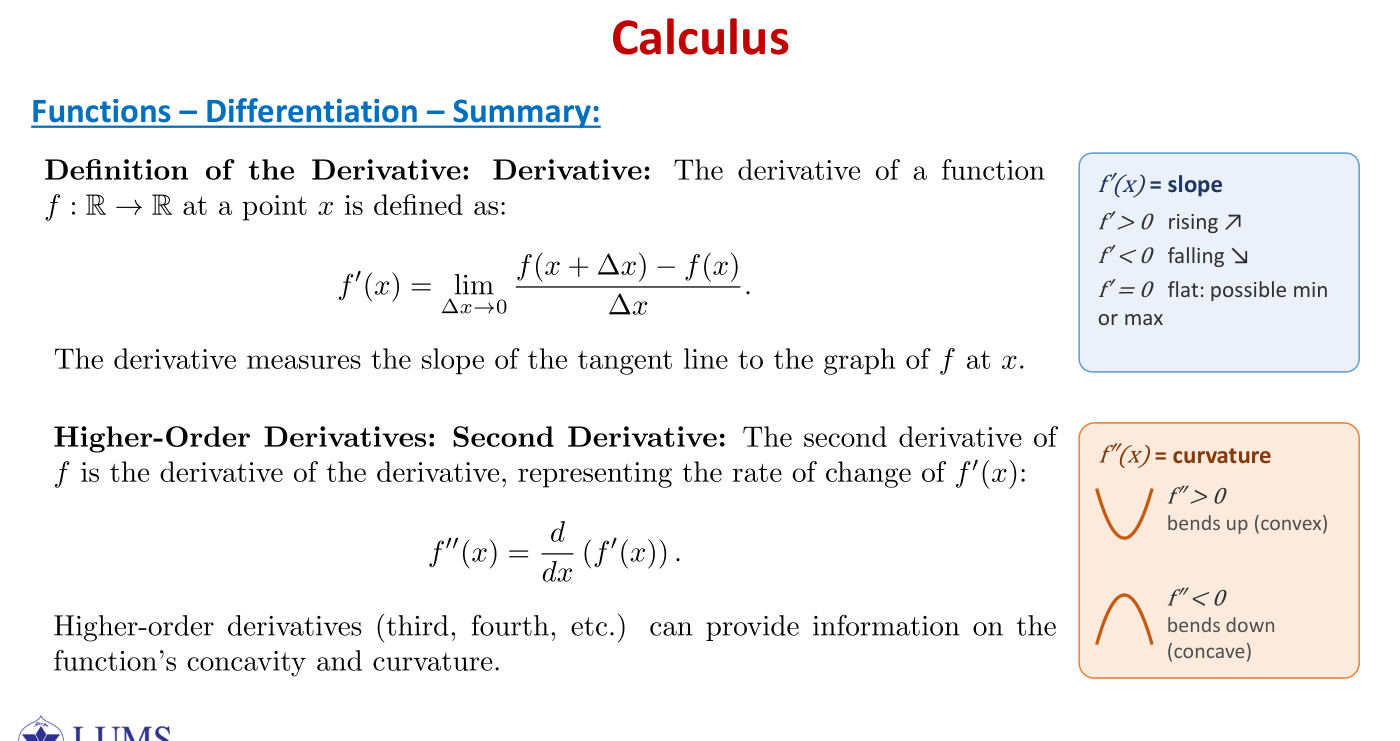 Calculus
Functions – Differentiation – Summary:
Definition of the Derivative: Derivative: The derivative of a function
f : ℝ → ℝ at a point x is defined as:
f′(x) = lim_{Δx→0} (f(x + Δx) − f(x)) / Δx.
The derivative measures the slope of the tangent line to the graph of f at x.
Higher-Order Derivatives: Second Derivative: The second derivative of
f is the derivative of the derivative, representing the rate of change of f′(x):
f′′(x) = d/dx (f′(x)).
Higher-order derivatives (third, fourth, etc.) can provide information on the
function's concavity and curvature.
f′(x) = slope
f′ > 0 rising ↗
f′ < 0 falling ↘
f′ = 0 flat: possible min
or max
f″(x) = curvature
f″ > 0
bends up (convex)
f″ < 0
bends down
(concave)
LUMS